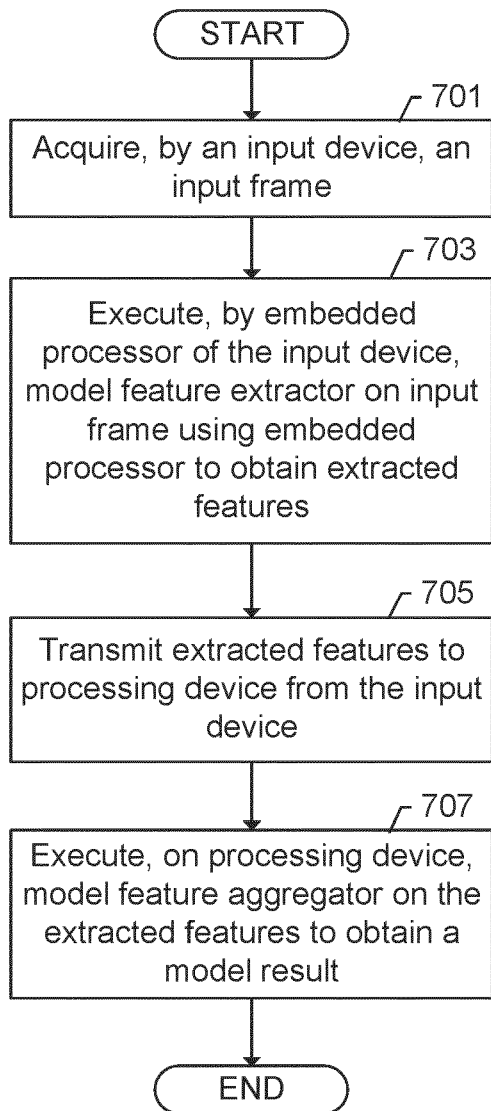 START
701
Acquire, by an input device, an
input frame
703
Execute, by embedded
processor of the input device,
model feature extractor on input
frame using embedded
processor to obtain extracted
features
705
Transmit extracted features to
processing device from the input
device
707
Execute, on processing device,
model feature aggregator on the
extracted features to obtain a
model result
END